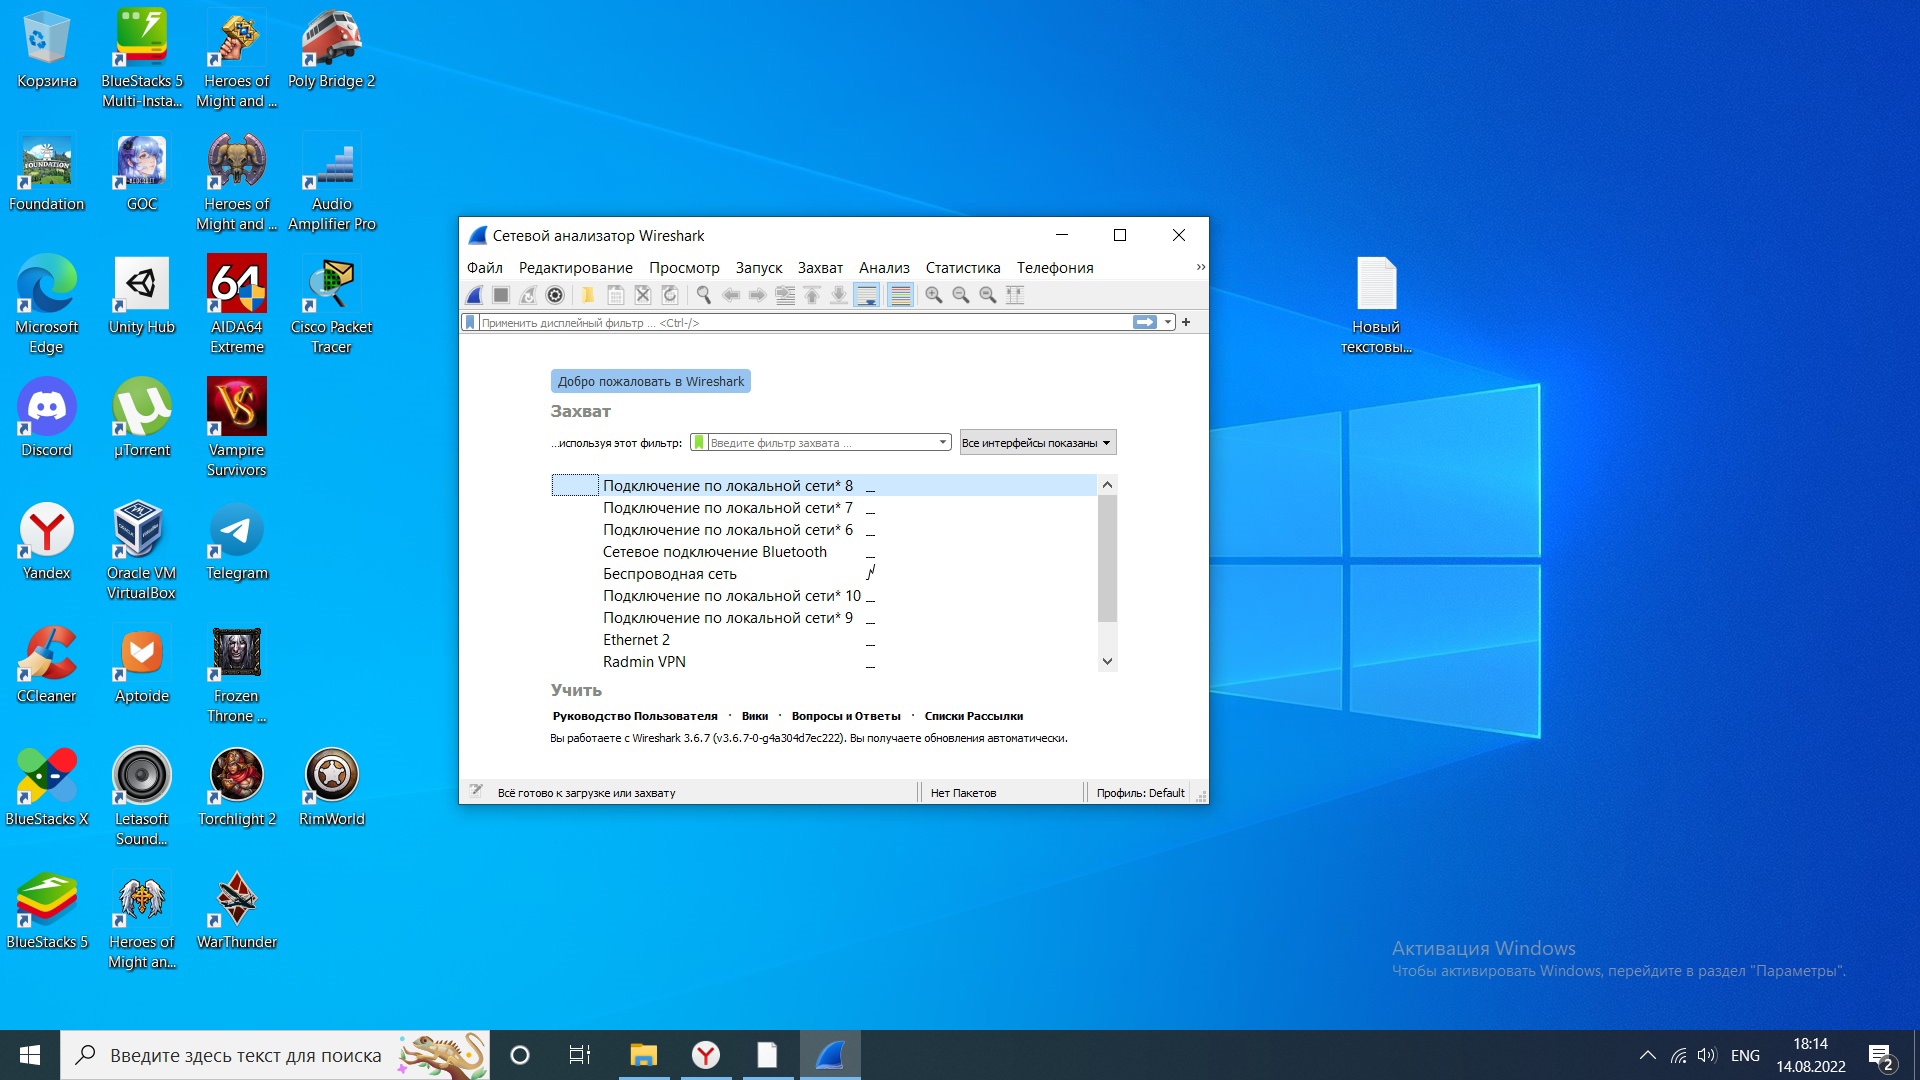 Корзина
BlueStacks 5
Multi-Insta...
Heroes of
Might and ...
Poly Bridge 2
Foundation
GOC
Heroes of
Might and ...
Audio
Amplifier Pro
Microsoft
Edge
Unity Hub
AIDA64
Extreme
Cisco Packet
Tracer
Discord
µTorrent
Vampire
Survivors
Yandex
Oracle VM
VirtualBox
Telegram
CCleaner
Aptoide
Frozen
Throne ...
BlueStacks X
Letasoft
Sound...
Torchlight 2
RimWorld
BlueStacks 5
Heroes of
Might an...
WarThunder
Новый
текстовы...
Сетевой анализатор Wireshark
Файл Редактирование Просмотр Запуск Захват Анализ Статистика Телефония »
Применить дисплейный фильтр ... <Ctrl-/>
Добро пожаловать в Wireshark
Захват
...используя этот фильтр: Введите фильтр захвата ... Все интерфейсы показаны
Подключение по локальной сети* 8
Подключение по локальной сети* 7
Подключение по локальной сети* 6
Сетевое подключение Bluetooth
Беспроводная сеть
Подключение по локальной сети* 10
Подключение по локальной сети* 9
Ethernet 2
Radmin VPN
Учить
Руководство Пользователя · Вики · Вопросы и Ответы · Списки Рассылки
Вы работаете с Wireshark 3.6.7 (v3.6.7-0-g4a304d7ec222). Вы получаете обновления автоматически.
Всё готово к загрузке или захвату
Нет Пакетов
Профиль: Default
Активация Windows
Чтобы активировать Windows, перейдите в раздел "Параметры".
Введите здесь текст для поиска
ENG
18:14
14.08.2022
2